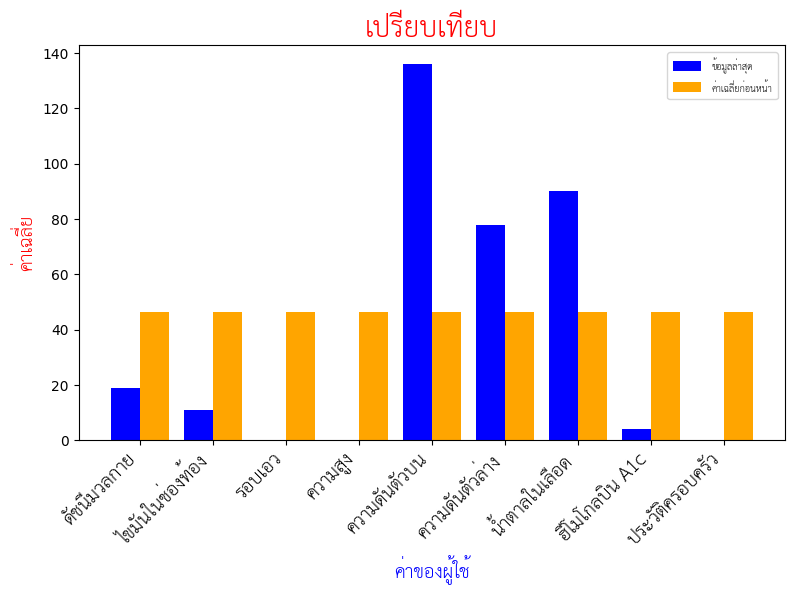 เปรียบเทียบ
ข้อมูลล่าสุด
ค่าเฉลี่ยก่อนหน้า
ค่าเฉลี่ย
140
120
100
80
60
40
20
0
ดัชนีมวลกาย
ไขมันในช่องท้อง
รอบเอว
ความสูง
ความดันตัวบน
ความดันตัวล่าง
น้ำตาลในเลือด
ฮีโมโกลบิน A1c
ประวัติครอบครัว
ค่าของผู้ใช้